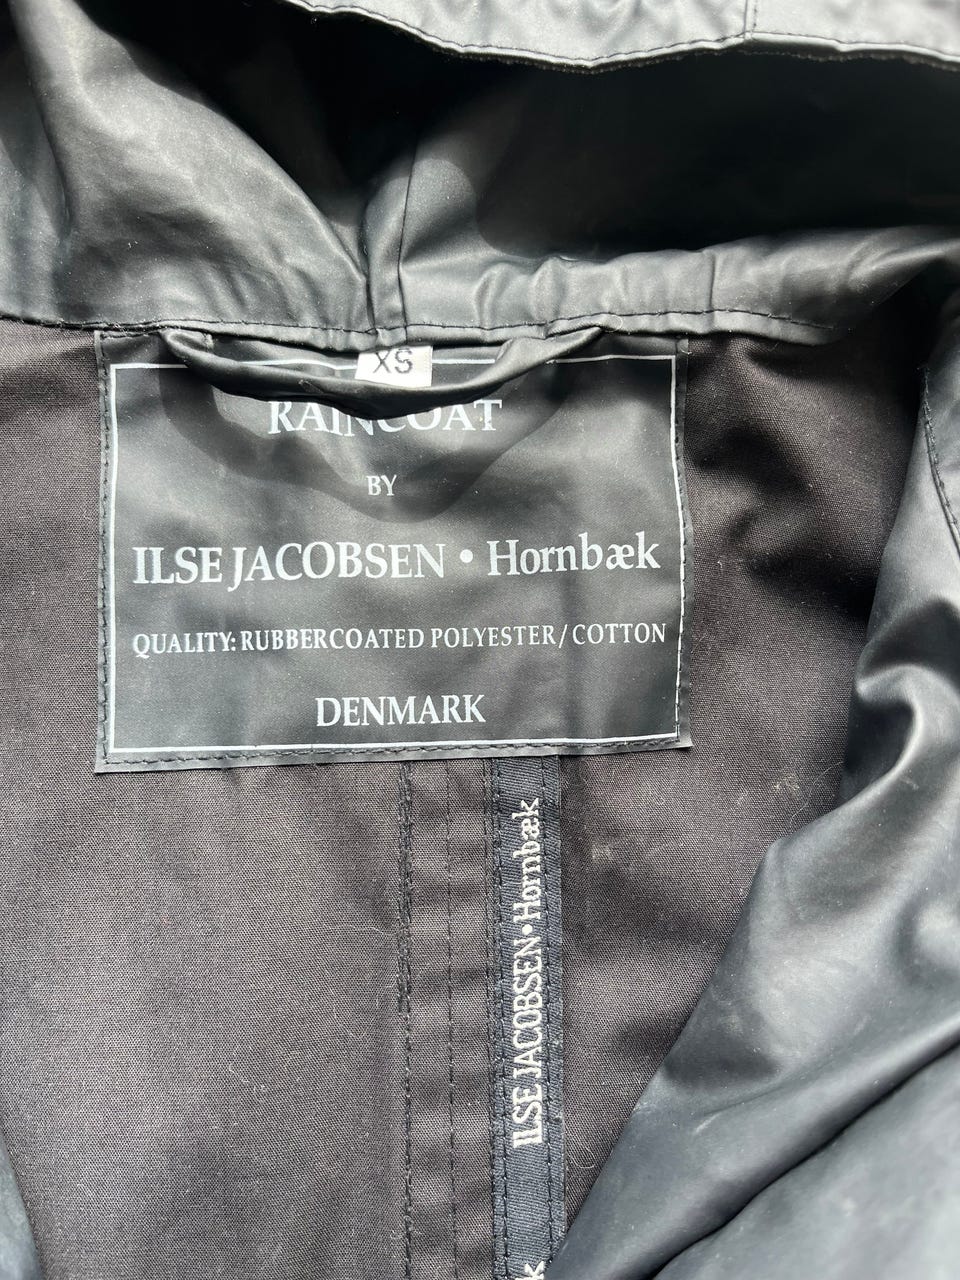 XS
RAINCOAT
BY
ILSE JACOBSEN • Hornbæk
QUALITY: RUBBERCOATED POLYESTER / COTTON
DENMARK
ILSE JACOBSEN • Hornbæk
k